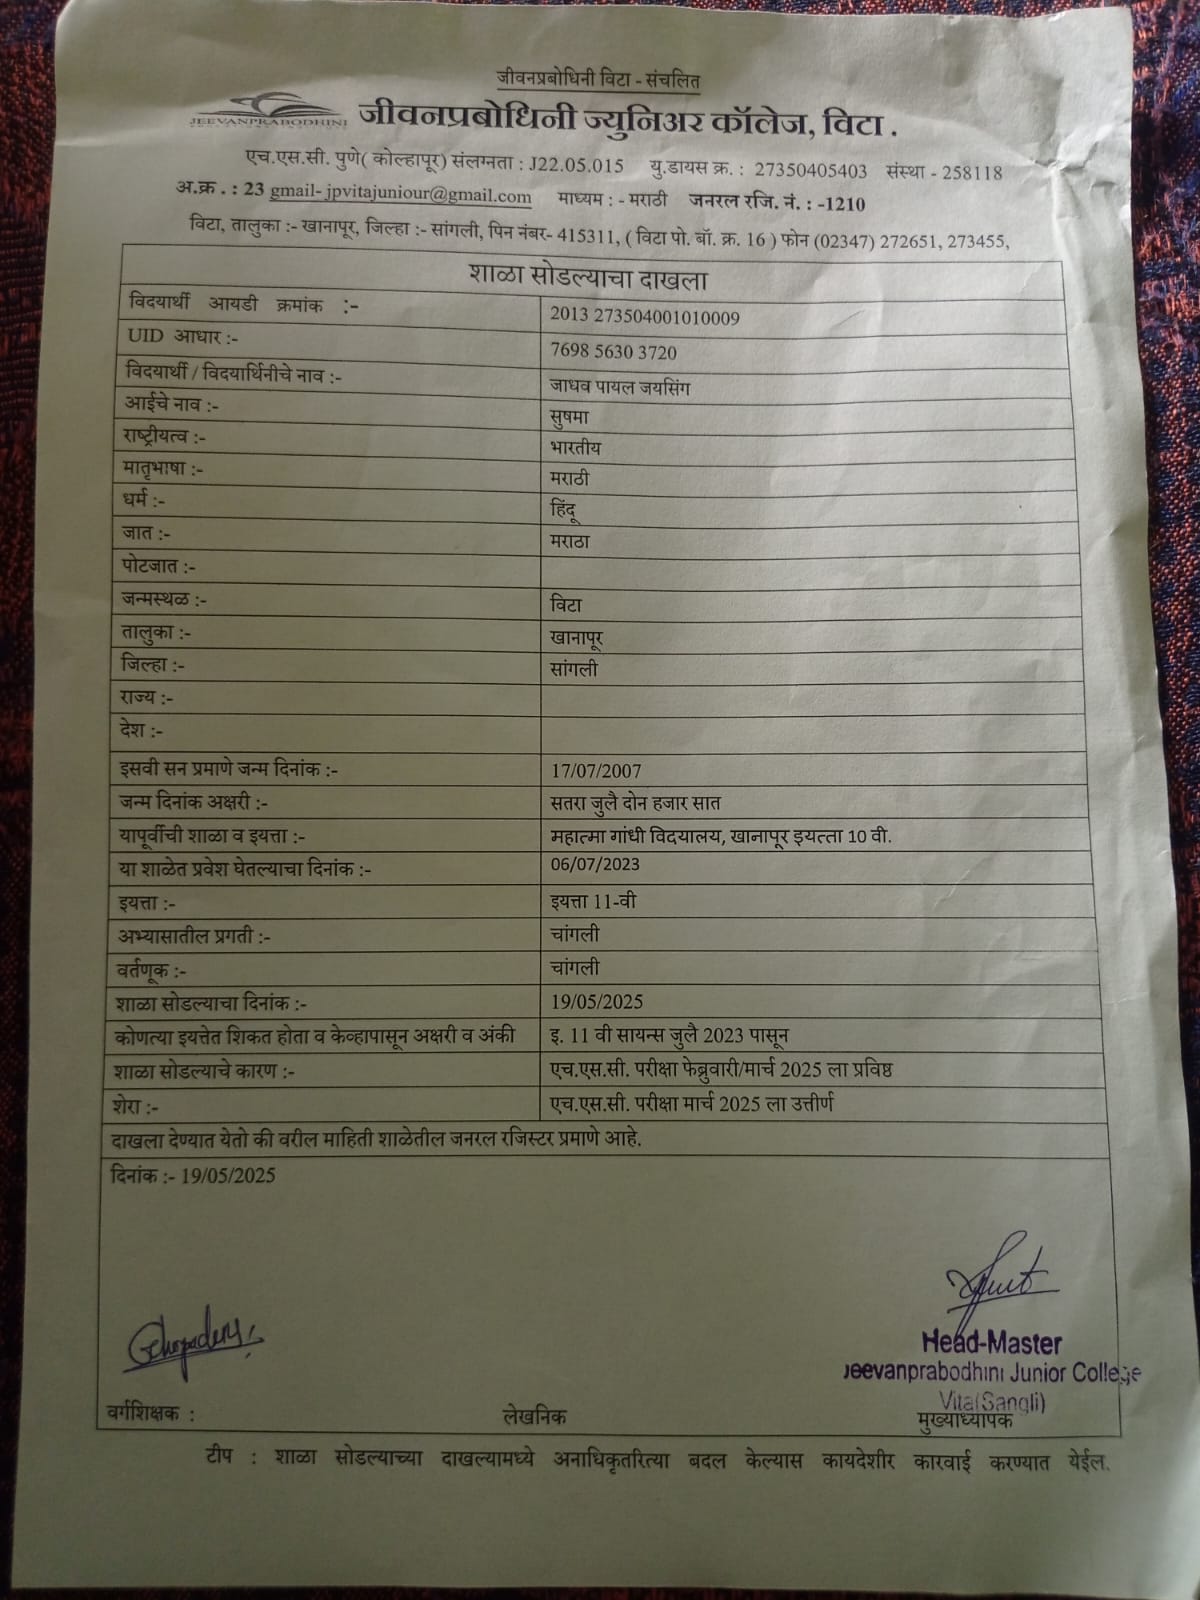 जीवनप्रबोधिनी विटा - संचलित
JEEVANPRABODHINI जीवनप्रबोधिनी ज्युनिअर कॉलेज, विटा .
एच.एस.सी. पुणे( कोल्हापूर) संलग्नता : J22.05.015 यु.डायस क्र. : 27350405403 संस्था - 258118
अ.क्र . : 23 gmail- jpvitajuniour@gmail.com माध्यम : - मराठी जनरल रजि. नं. : -1210
विटा, तालुका :- खानापूर, जिल्हा :- सांगली, पिन नंबर- 415311, ( विटा पो. बॉ. क्र. 16 ) फोन (02347) 272651, 273455,
शाळा सोडल्याचा दाखला
विदयार्थी आयडी क्रमांक :- 2013 273504001010009
UID आधार :- 7698 5630 3720
विदयार्थी / विदयार्थिनीचे नाव :- जाधव पायल जयसिंग
आईचे नाव :- सुषमा
राष्ट्रीयत्व :- भारतीय
मातृभाषा :- मराठी
धर्म :- हिंदू
जात :- मराठा
पोटजात :-
जन्मस्थळ :- विटा
तालुका :- खानापूर
जिल्हा :- सांगली
राज्य :-
देश :-
इसवी सन प्रमाणे जन्म दिनांक :- 17/07/2007
जन्म दिनांक अक्षरी :- सतरा जुलै दोन हजार सात
यापूर्वीची शाळा व इयत्ता :- महात्मा गांधी विदयालय, खानापूर इयत्ता 10 वी.
या शाळेत प्रवेश घेतल्याचा दिनांक :- 06/07/2023
इयत्ता :- इयत्ता 11-वी
अभ्यासातील प्रगती :- चांगली
वर्तणूक :- चांगली
शाळा सोडल्याचा दिनांक :- 19/05/2025
कोणत्या इयत्तेत शिकत होता व केव्हापासून अक्षरी व अंकी इ. 11 वी सायन्स जुलै 2023 पासून
शाळा सोडल्याचे कारण :- एच.एस.सी. परीक्षा फेब्रुवारी/मार्च 2025 ला प्रविष्ठ
शेरा :- एच.एस.सी. परीक्षा मार्च 2025 ला उत्तीर्ण
दाखला देण्यात येतो की वरील माहिती शाळेतील जनरल रजिस्टर प्रमाणे आहे.
दिनांक :- 19/05/2025
Head-Master
Jeevanprabodhini Junior College
Vita(Sangli)
वर्गशिक्षक : लेखनिक मुख्याध्यापक
टीप : शाळा सोडल्याच्या दाखल्यामध्ये अनाधिकृतरित्या बदल केल्यास कायदेशीर कारवाई करण्यात येईल.